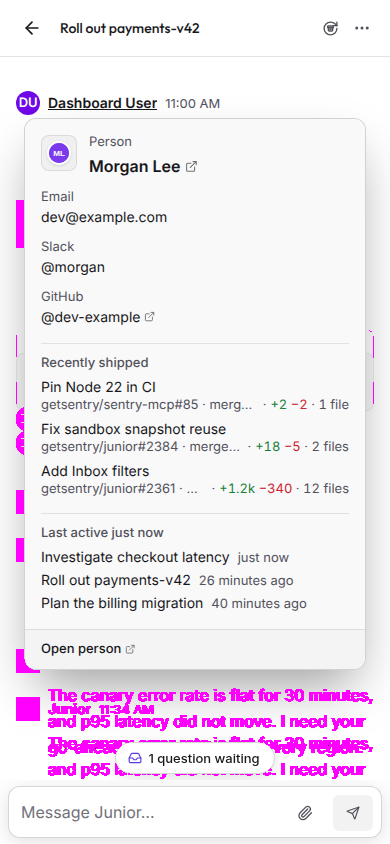 Roll out payments-v42
DU Dashboard User 11:00 AM
Person
ML Morgan Lee
Email
dev@example.com
Slack
@morgan
GitHub
@dev-example
Recently shipped
Pin Node 22 in CI
getsentry/sentry-mcp#85 · merg... · +2 −2 · 1 file
Fix sandbox snapshot reuse
getsentry/junior#2384 · merge... · +18 −5 · 2 files
Add Inbox filters
getsentry/junior#2361 · ... · +1.2k −340 · 12 files
Last active just now
Investigate checkout latency just now
Roll out payments-v42 26 minutes ago
Plan the billing migration 40 minutes ago
Open person
The canary error rate is flat for 30 minutes,
Junior 11:34 AM
and p95 latency did not move. I need your
The canary error rate is flat for 30 minutes,
1 question waiting
and p95 latency did not move. I need your
Message Junior...